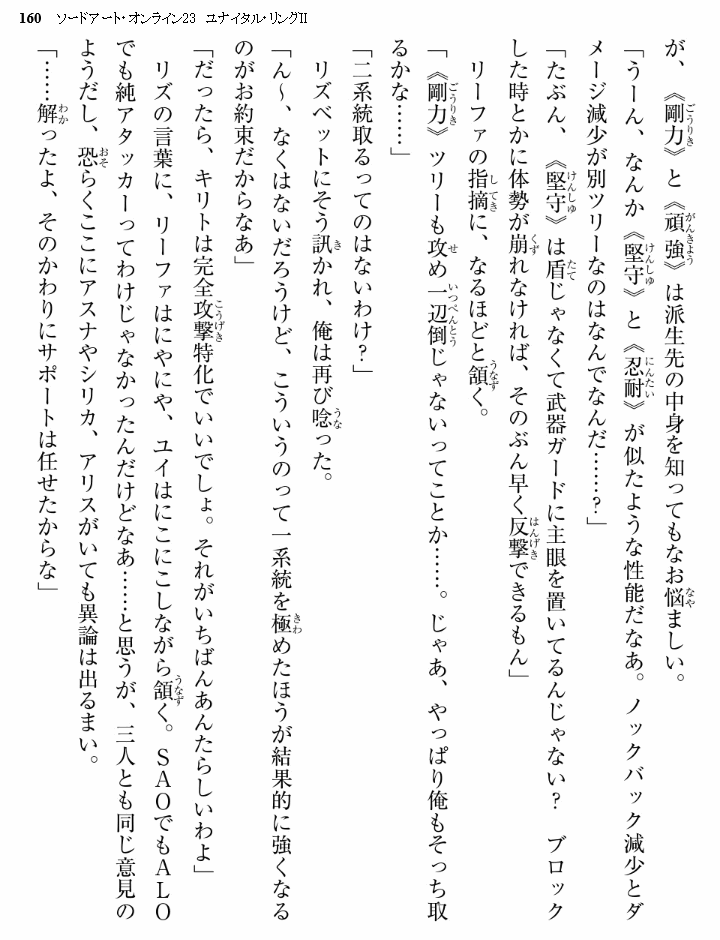 160　ソードアート・オンライン23　ユナイタル・リングⅡ
が、《剛力》と《頑強》は派生先の中身を知ってもなお悩ましい。
「うーん、なんか《堅守》と《忍耐》が似たような性能だなあ。ノックバック減少とダ
メージ減少が別ツリーなのはなんでなんだ……？」
「たぶん、《堅守》は盾じゃなくて武器ガードに主眼を置いてるんじゃない？　ブロック
した時とかに体勢が崩れなければ、そのぶん早く反撃できるもん」
リーファの指摘に、なるほどと頷く。
「《剛力》ツリーも攻め一辺倒じゃないってことか……。じゃあ、やっぱり俺もそっち取
るかな……」
「二系統取るってのはないわけ？」
リズベットにそう訊かれ、俺は再び唸った。
「ん～、なくはないだろうけど、こういうのって一系統を極めたほうが結果的に強くなる
のがお約束だからなあ」
「だったら、キリトは完全攻撃特化でいいでしょ。それがいちばんあんたらしいわよ」
リズの言葉に、リーファはにやにや、ユイはにこにこしながら頷く。ＳＡＯでもＡＬＯ
でも純アタッカーってわけじゃなかったんだけどなあ……と思うが、三人とも同じ意見の
ようだし、恐らくここにアスナやシリカ、アリスがいても異論は出るまい。
「……解ったよ、そのかわりにサポートは任せたからな」